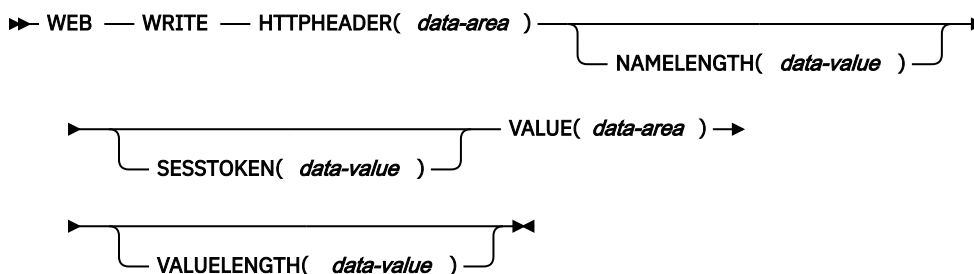 WEB WRITE HTTPHEADER( data-area )
NAMELENGTH( data-value )
VALUE( data-area )
SESSTOKEN( data-value )
VALUELENGTH( data-value )